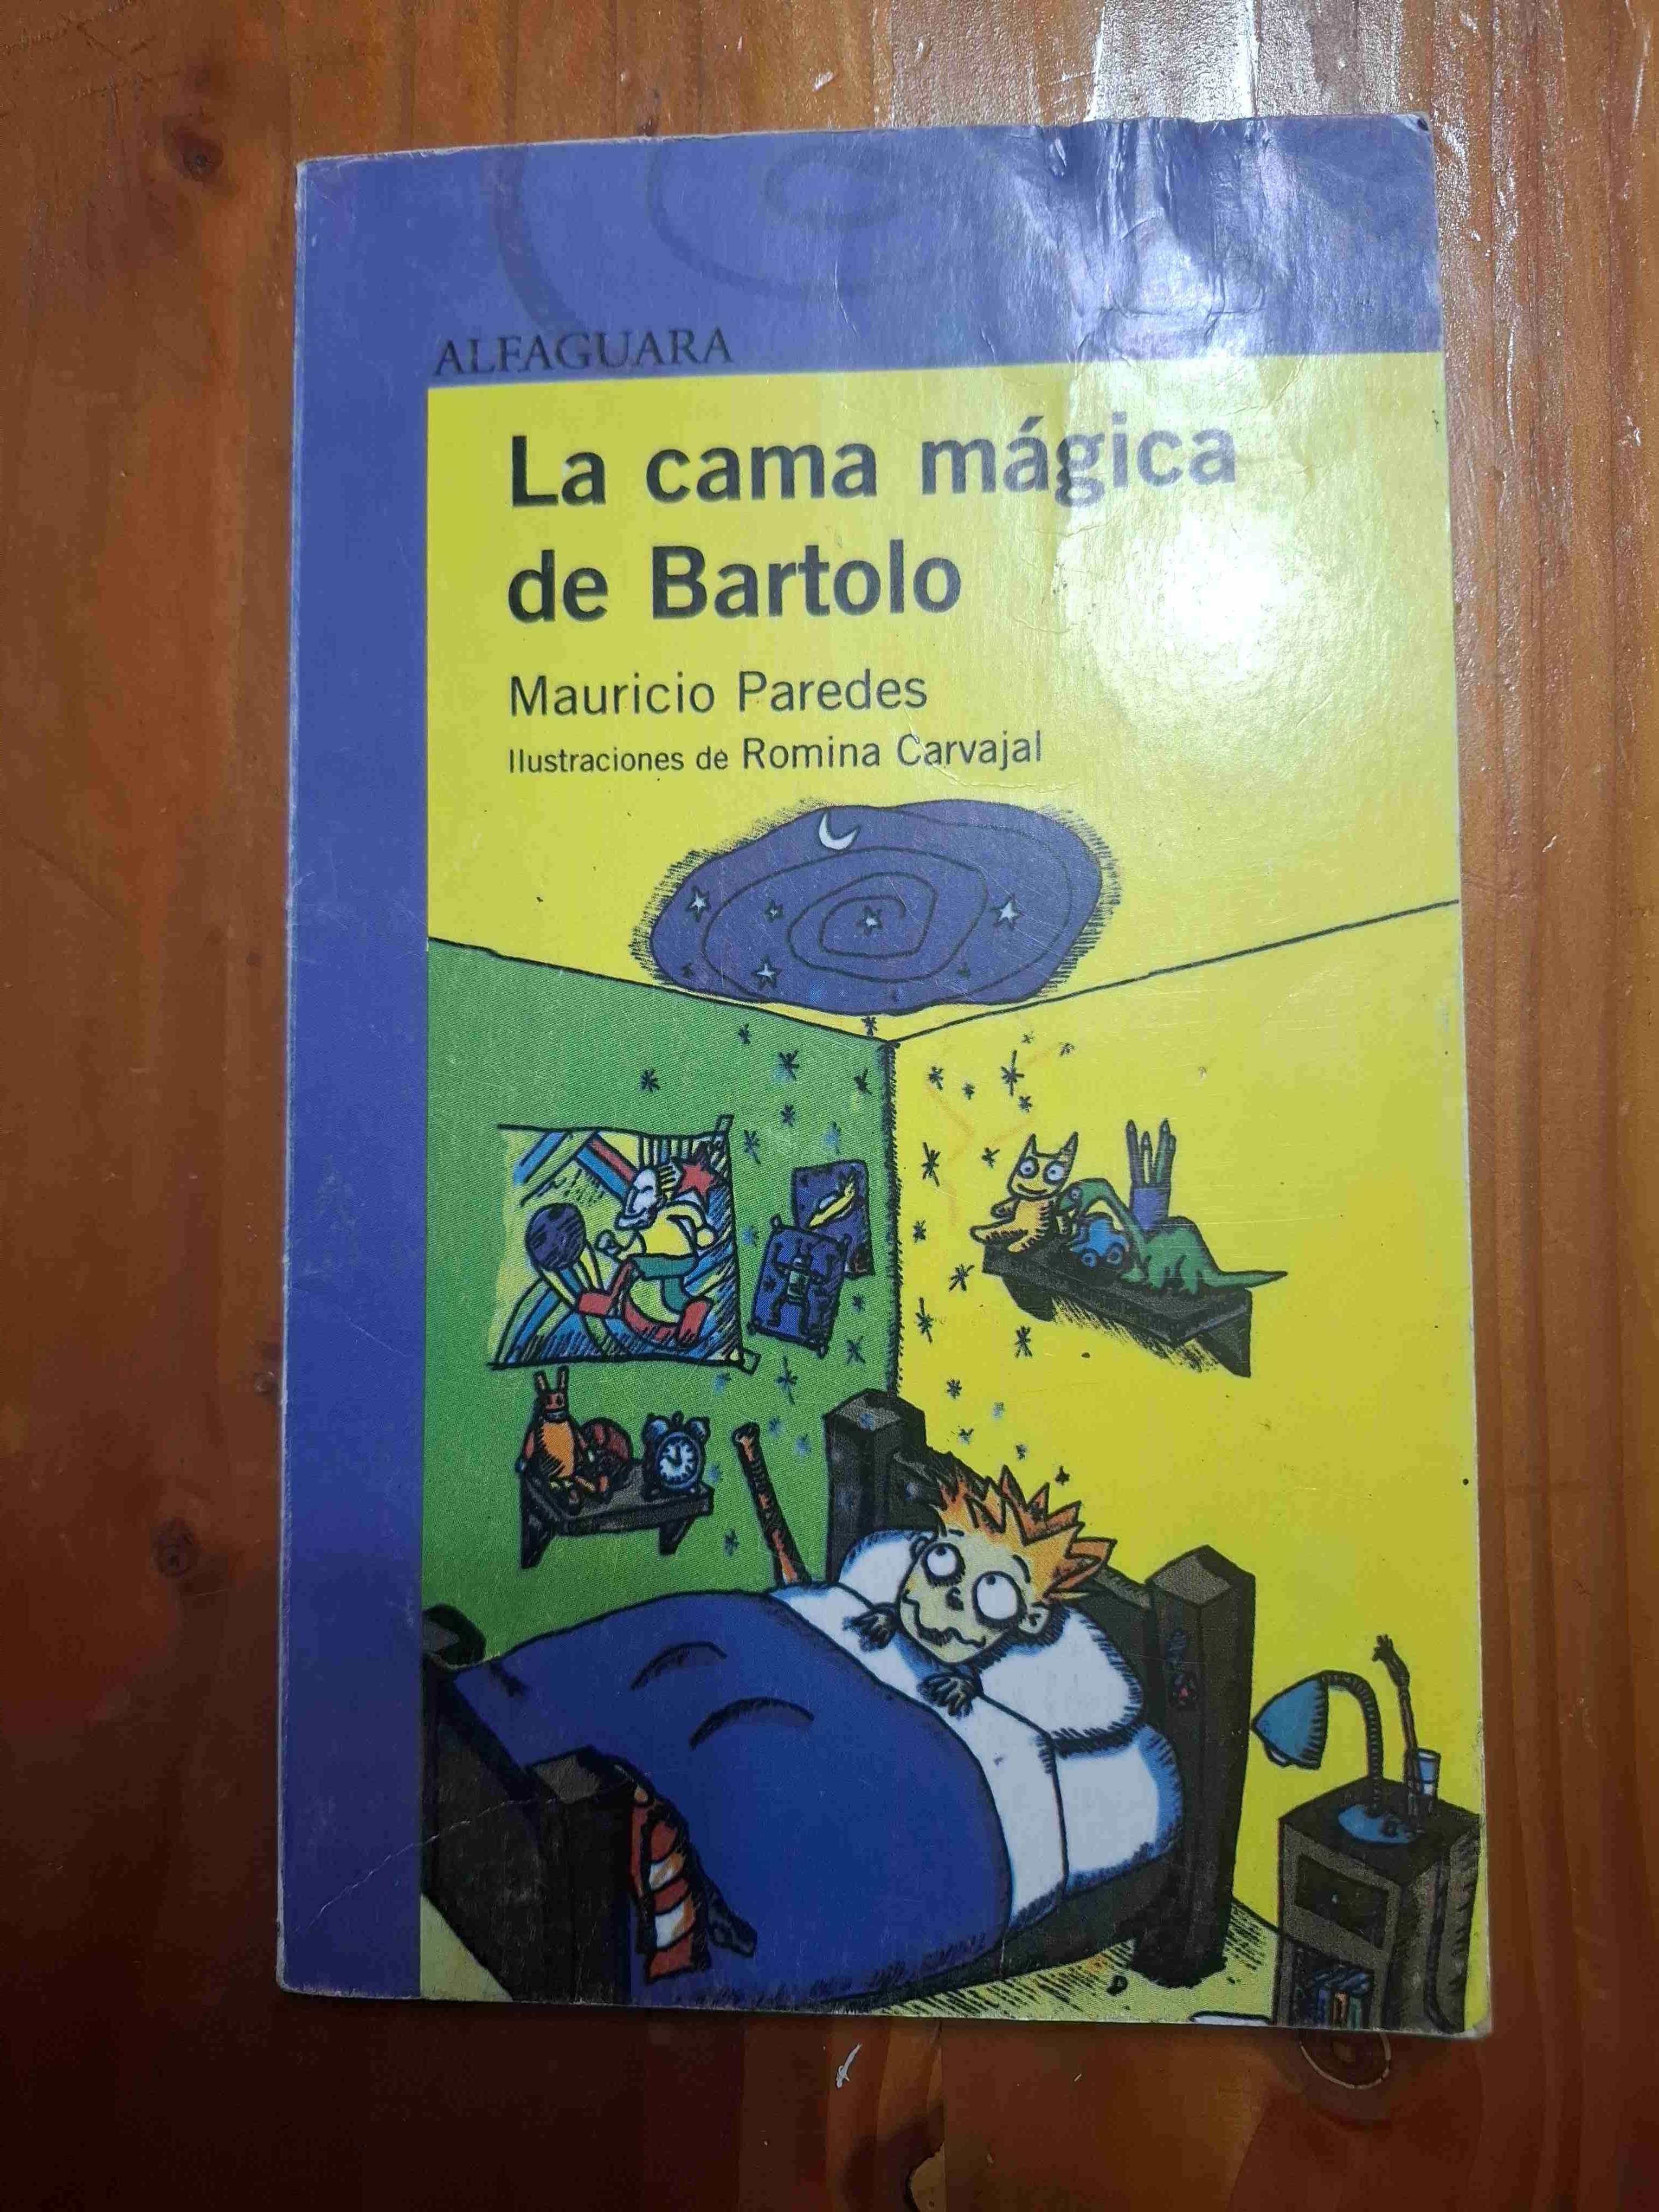 ALFAGUARA
La cama mágica
de Bartolo
Mauricio Paredes
Ilustraciones de Romina Carvajal